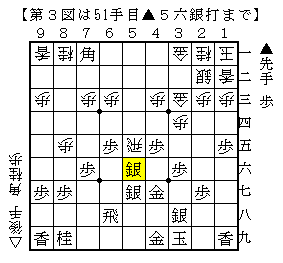 【第３図は51手目▲５六銀打まで】
９ ８ ７ ６ ５ ４ ３ ２ １
香 桂 角 金 桂 王 一
銀 香 二
歩 歩 歩 歩 金 歩 歩 三
歩 四
歩 歩 飛 歩 五
歩 銀 歩 六
歩 歩 銀 金 歩 歩 七
飛 銀 八
香 桂 金 玉 香 九
▲先手 歩
△後手 角桂歩